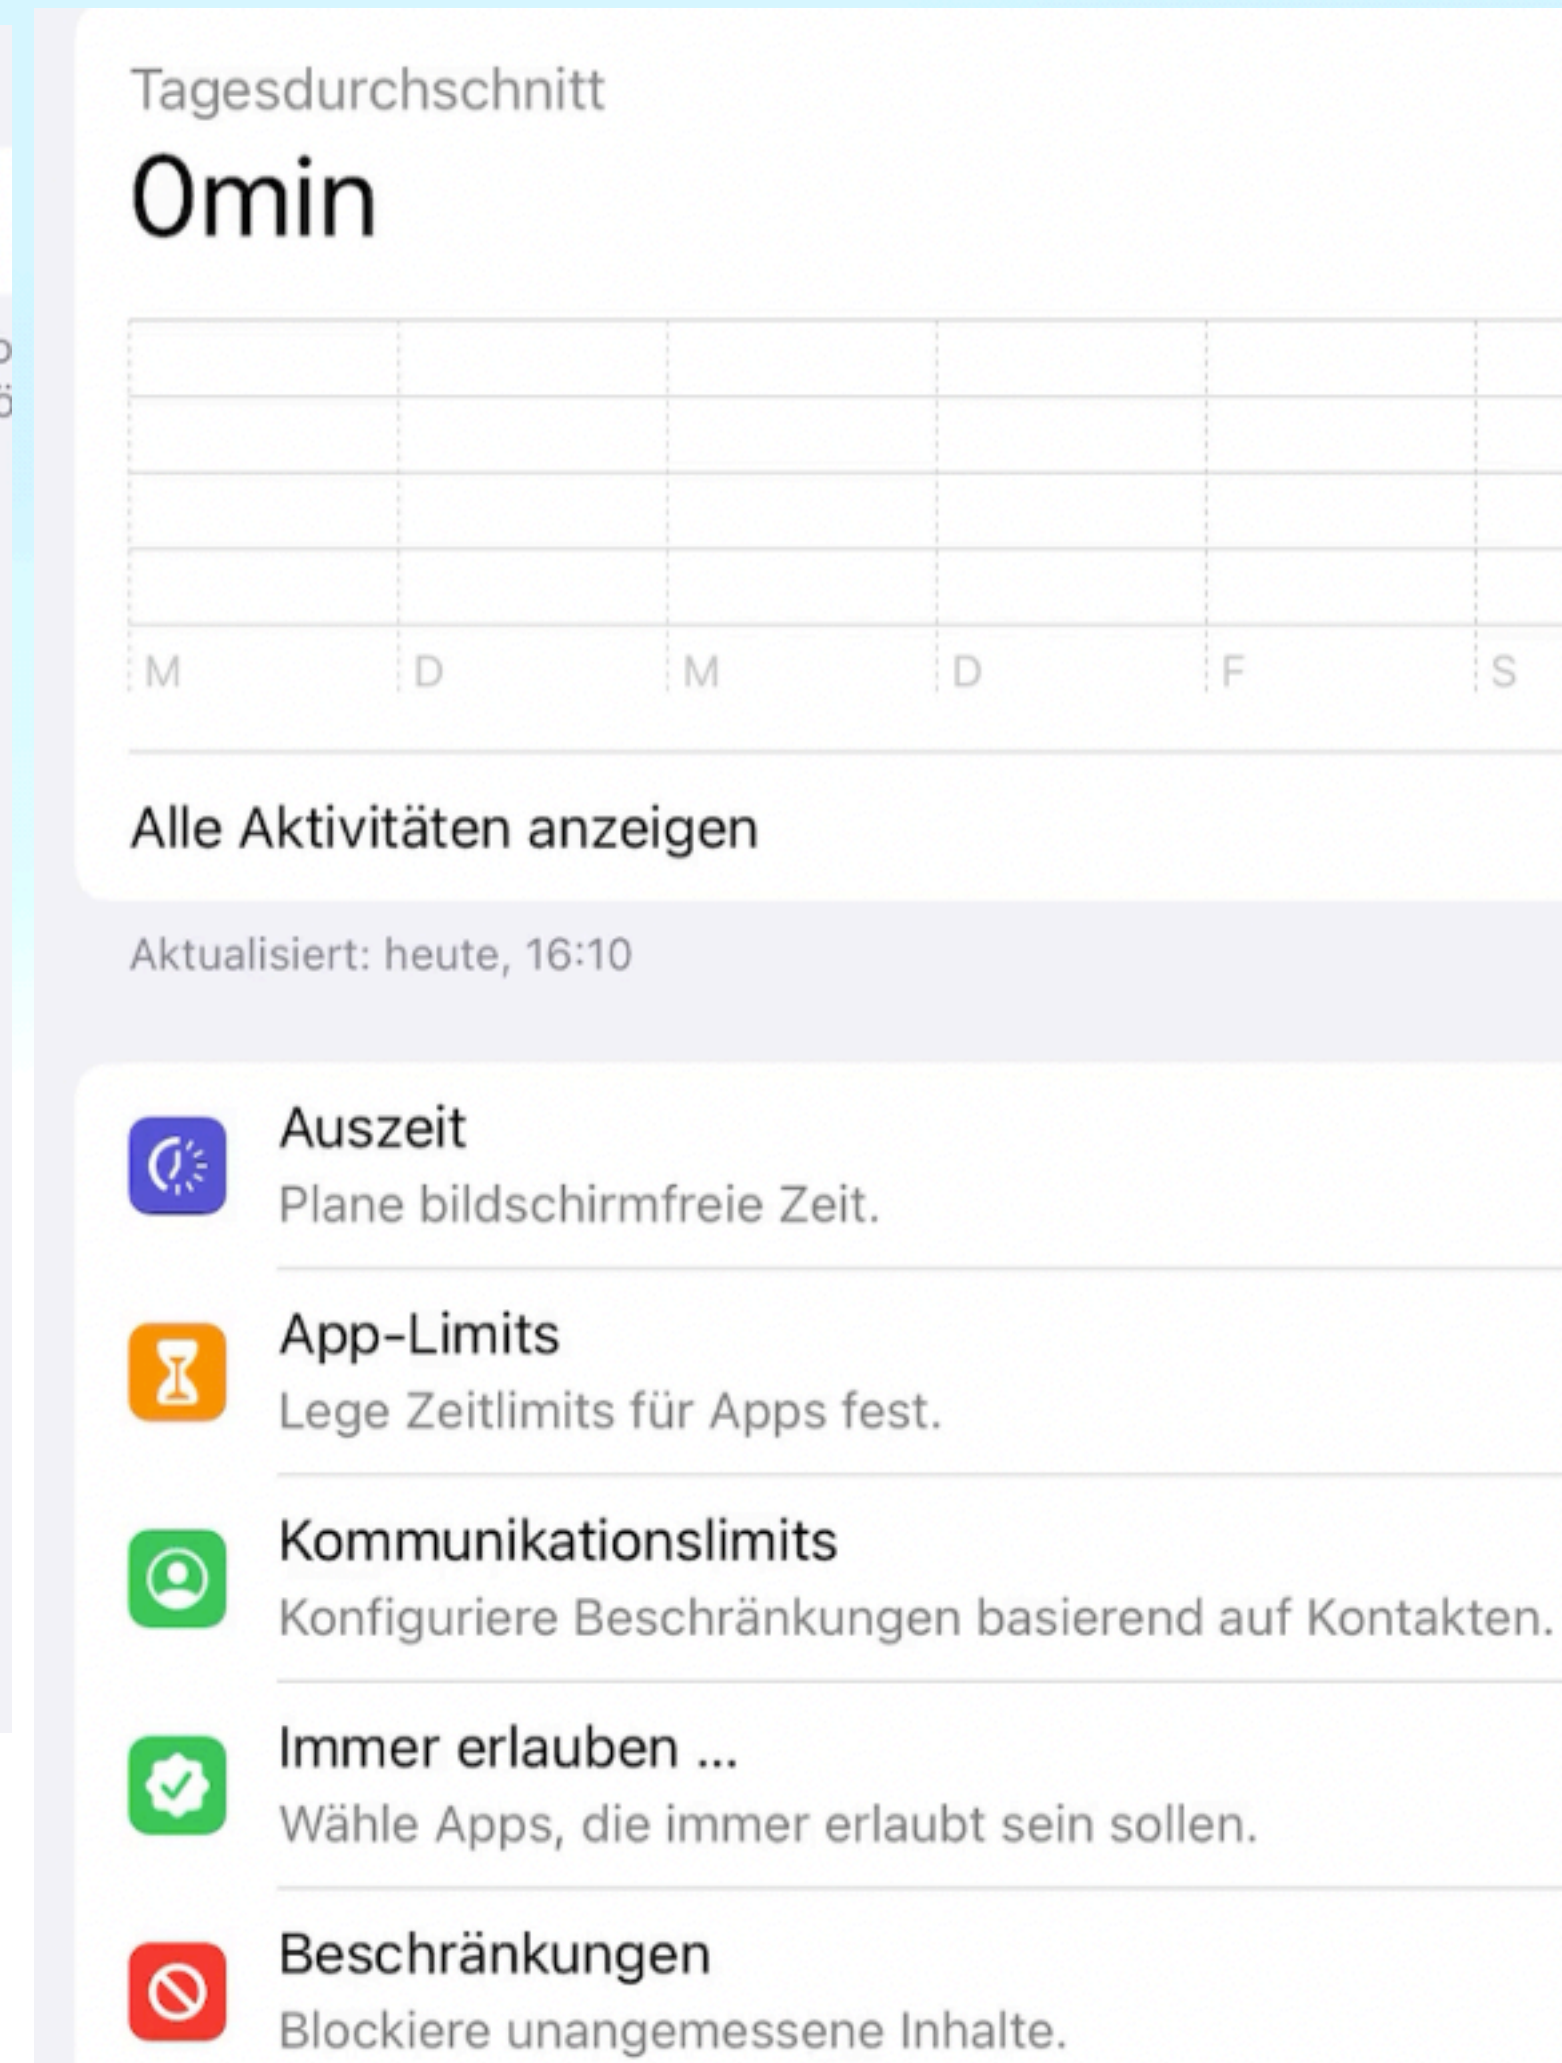 Tagesdurchschnitt
0min
M D M D F S
Alle Aktivitäten anzeigen
Aktualisiert: heute, 16:10
Auszeit
Plane bildschirmfreie Zeit.
App-Limits
Lege Zeitlimits für Apps fest.
Kommunikationslimits
Konfiguriere Beschränkungen basierend auf Kontakten.
Immer erlauben ...
Wähle Apps, die immer erlaubt sein sollen.
Beschränkungen
Blockiere unangemessene Inhalte.